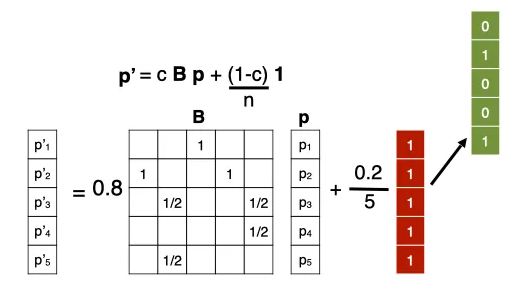 p' = c B p + (1-c) 1
n
B
p
0
1
0
0
1
p'1
1
p1
1
p'2
1
1
p2
1
= 0.8
p'3
1/2
1/2
p3
+
0.2
5
1
p'4
1/2
p4
1
p'5
1/2
p5
1